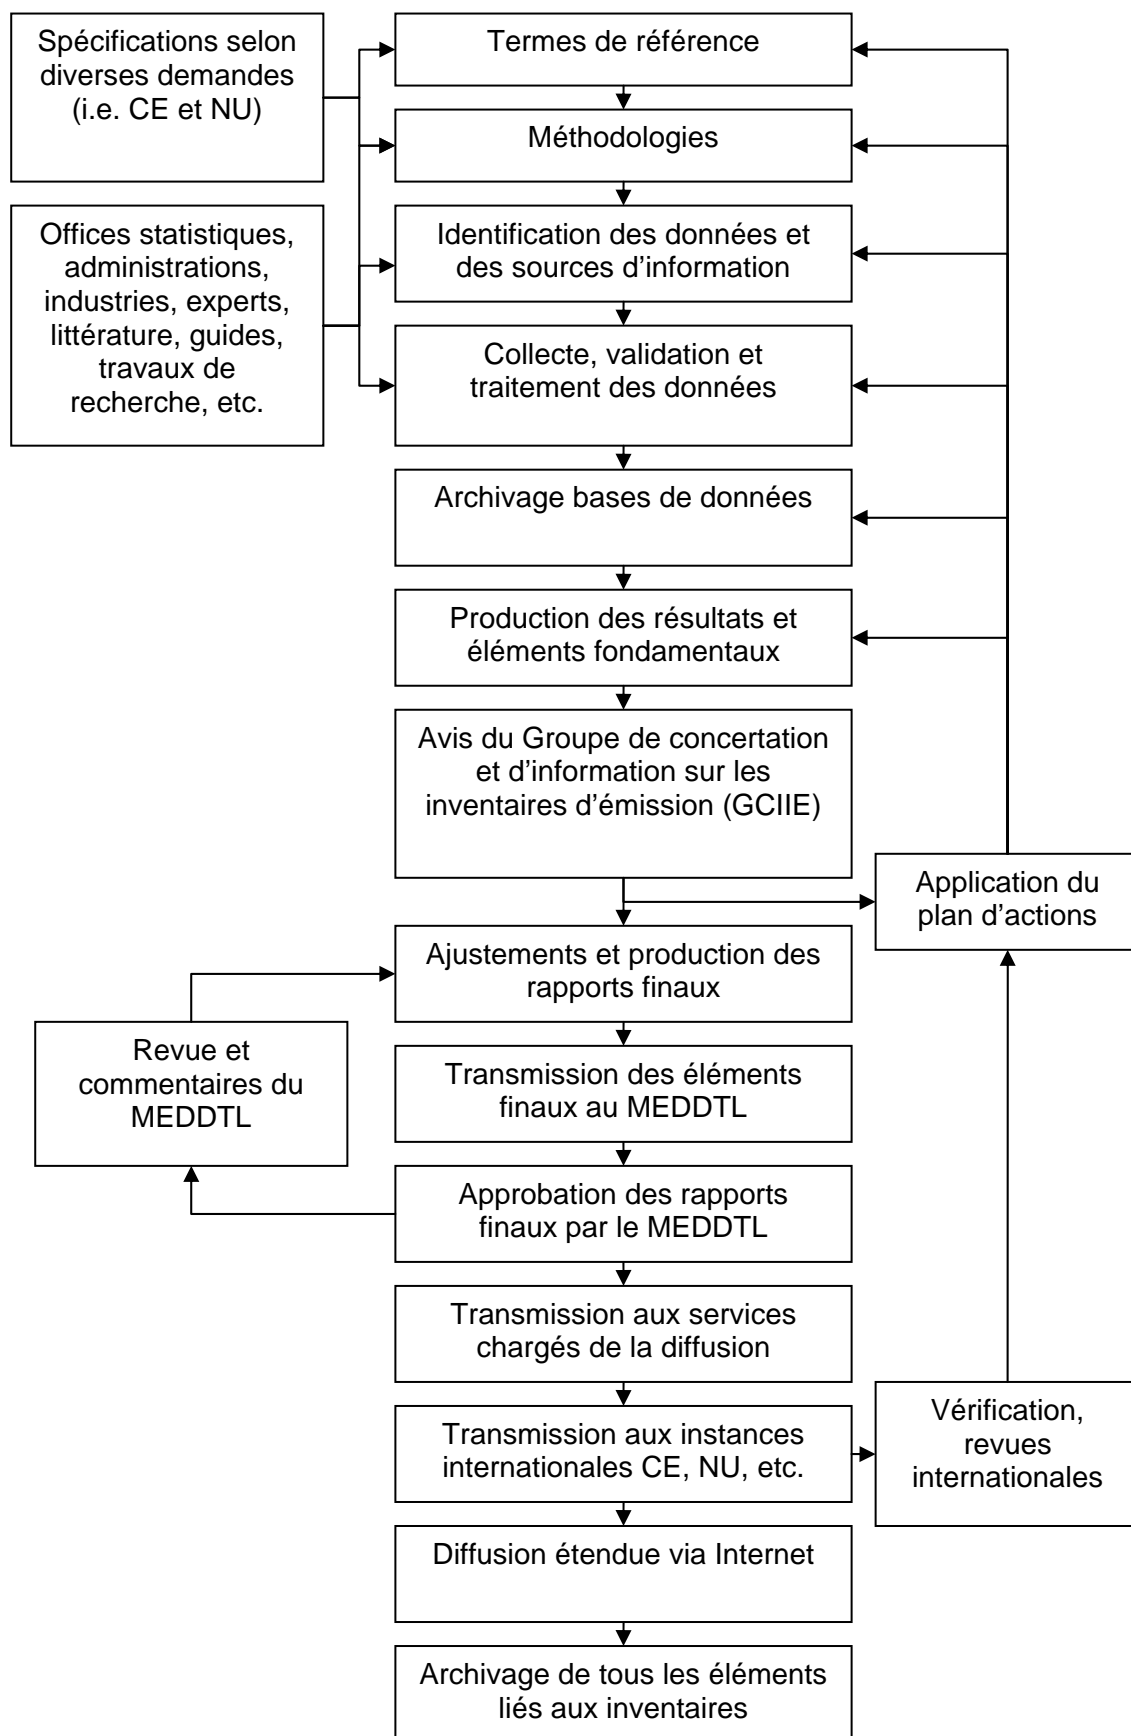 Spécifications selon
diverses demandes
(i.e. CE et NU)
Termes de référence
Méthodologies
Offices statistiques,
administrations,
industries, experts,
littérature, guides,
travaux de
recherche, etc.
Identification des données et
des sources d'information
Collecte, validation et
traitement des données
Archivage bases de données
Production des résultats et
éléments fondamentaux
Avis du Groupe de concertation
et d'information sur les
inventaires d'émission (GCIIE)
Application du
plan d'actions
Ajustements et production des
rapports finaux
Revue et
commentaires du
MEDDTL
Transmission des éléments
finaux au MEDDTL
Approbation des rapports
finaux par le MEDDTL
Transmission aux services
chargés de la diffusion
Transmission aux instances
internationales CE, NU, etc.
Vérification,
revues
internationales
Diffusion étendue via Internet
Archivage de tous les éléments
liés aux inventaires